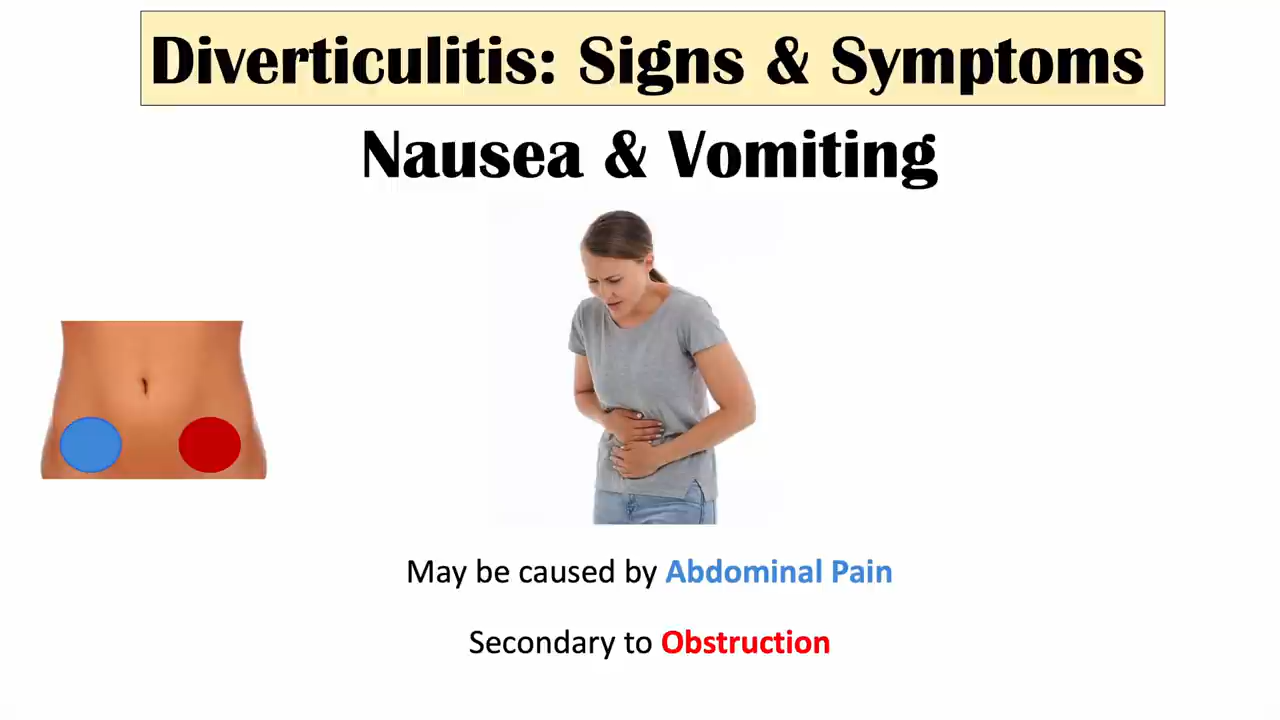 Diverticulitis: Signs & Symptoms
Nausea & Vomiting
May be caused by Abdominal Pain
Secondary to Obstruction